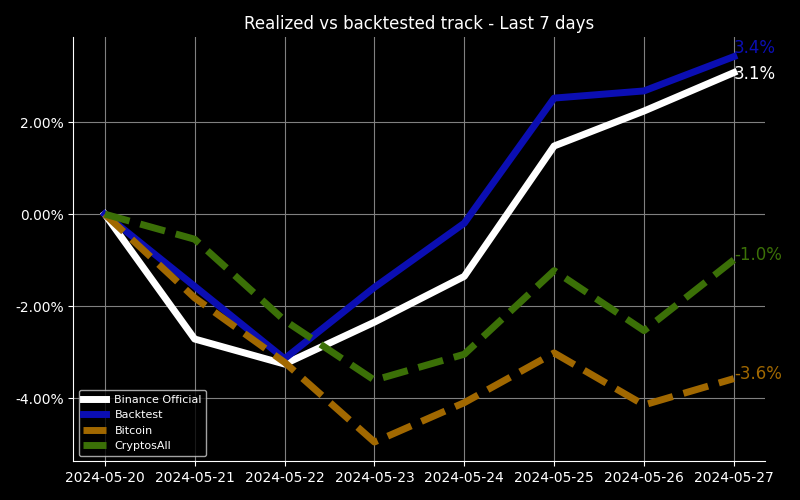 Realized vs backtested track - Last 7 days
3.4%
3.1%
2.00%
0.00%
-2.00%
-4.00%
-1.0%
-3.6%
Binance Official
Backtest
Bitcoin
CryptosAll
2024-05-20 2024-05-21 2024-05-22 2024-05-23 2024-05-24 2024-05-25 2024-05-26 2024-05-27